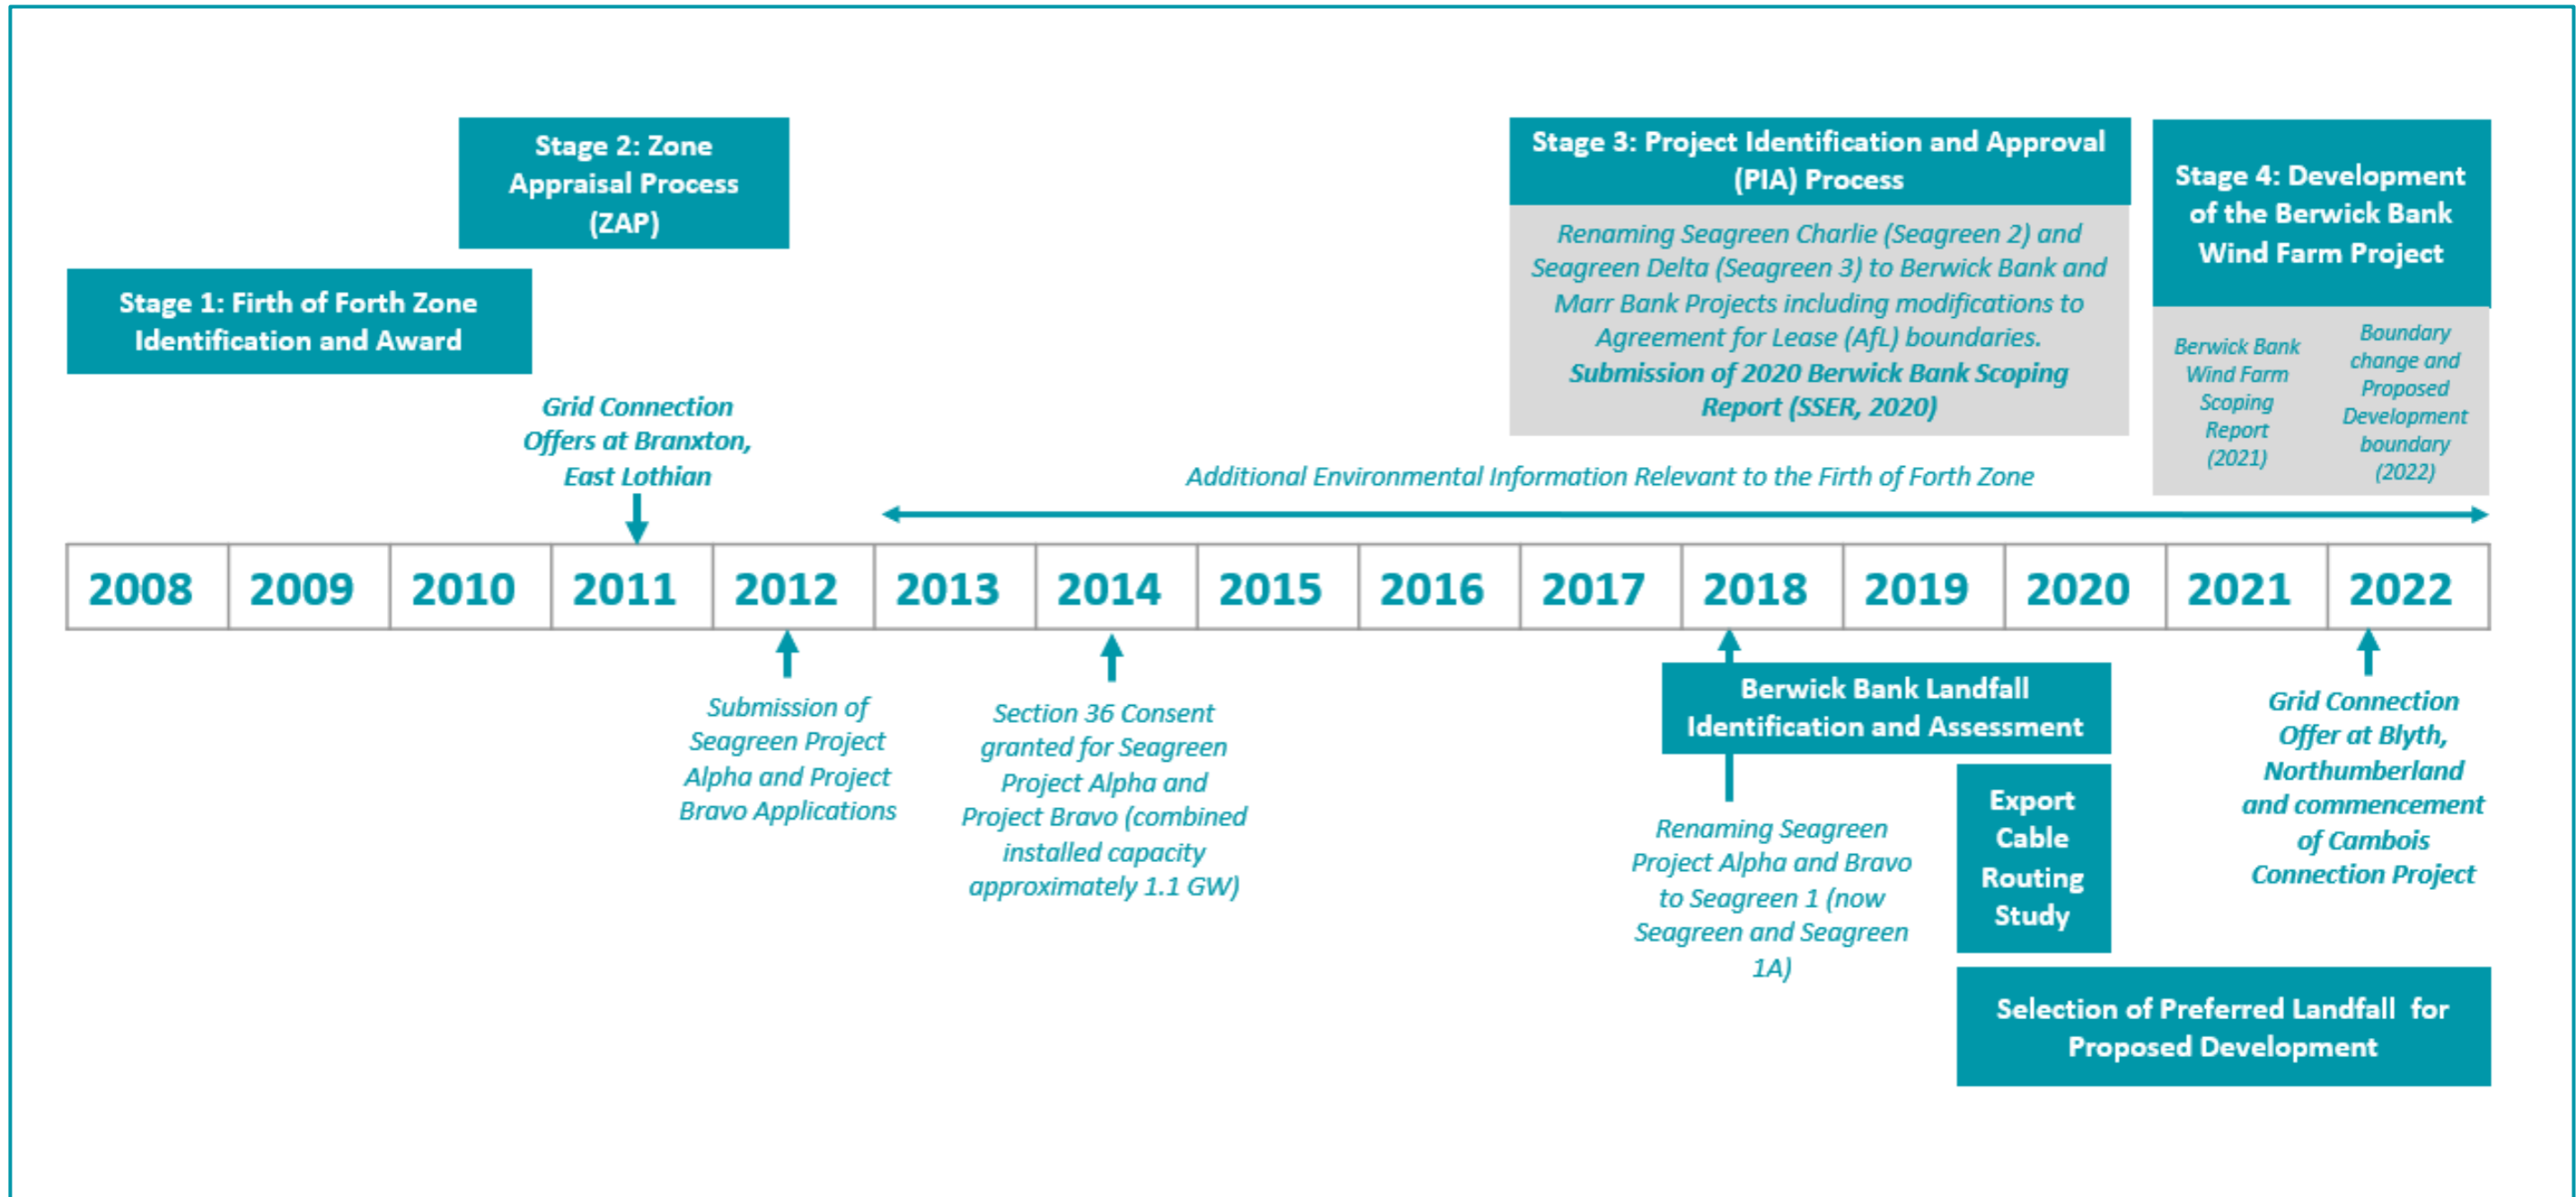 Stage 2: Zone
Appraisal Process
(ZAP)
Stage 3: Project Identification and Approval
(PIA) Process
Renaming Seagreen Charlie (Seagreen 2) and
Seagreen Delta (Seagreen 3) to Berwick Bank and
Marr Bank Projects including modifications to
Agreement for Lease (AfL) boundaries.
Submission of 2020 Berwick Bank Scoping
Report (SSER, 2020)
Stage 4: Development
of the Berwick Bank
Wind Farm Project
Berwick Bank
Wind Farm
Scoping
Report
(2021)
Boundary
change and
Proposed
Development
boundary
(2022)
Stage 1: Firth of Forth Zone
Identification and Award
Grid Connection
Offers at Branxton,
East Lothian
Additional Environmental Information Relevant to the Firth of Forth Zone
2008 2009 2010 2011 2012 2013 2014 2015 2016 2017 2018 2019 2020 2021 2022
Submission of
Seagreen Project
Alpha and Project
Bravo Applications
Section 36 Consent
granted for Seagreen
Project Alpha and
Project Bravo (combined
installed capacity
approximately 1.1 GW)
Berwick Bank Landfall
Identification and Assessment
Renaming Seagreen
Project Alpha and Bravo
to Seagreen 1 (now
Seagreen and Seagreen
1A)
Export
Cable
Routing
Study
Grid Connection
Offer at Blyth,
Northumberland
and commencement
of Cambois
Connection Project
Selection of Preferred Landfall for
Proposed Development